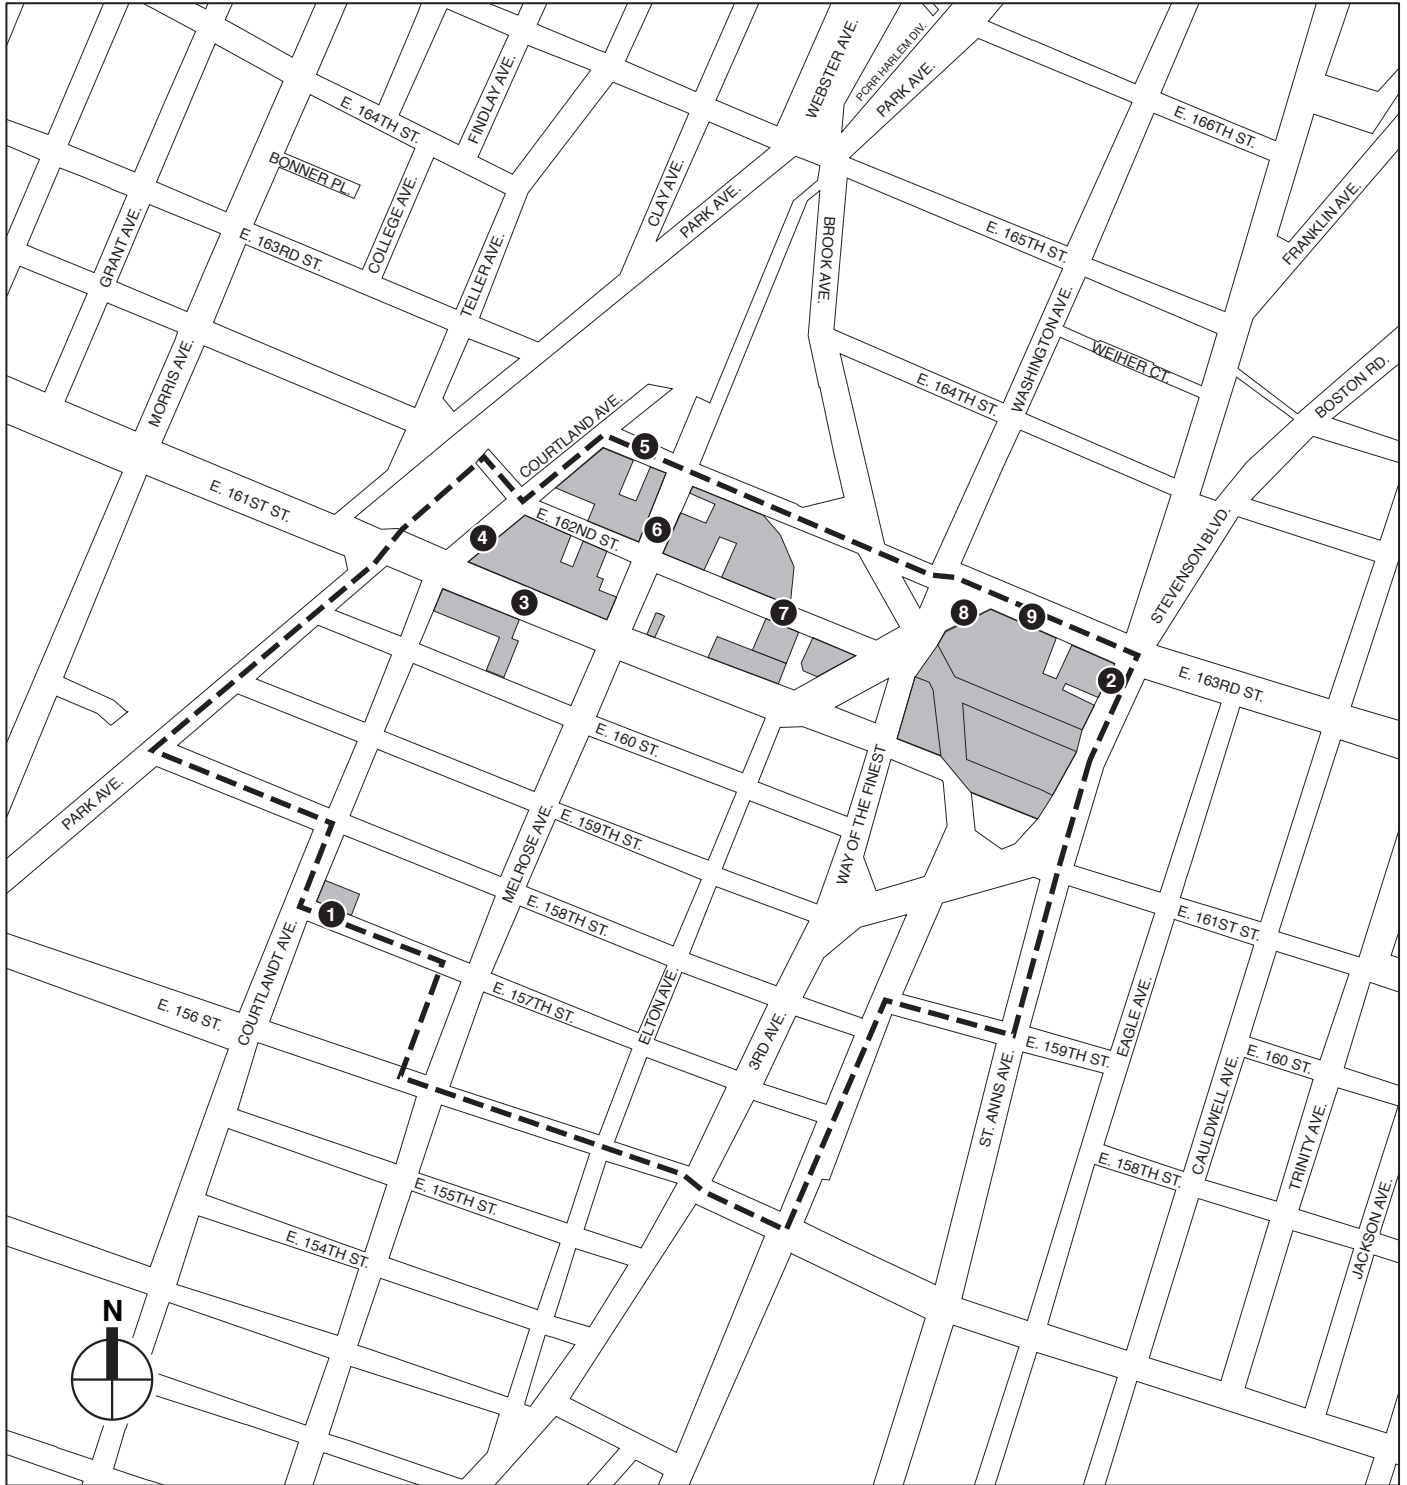 WEBSTER AVE.
PCRR HARLEM DIV.
PARK AVE.
E. 164TH ST.
FINDLAY AVE.
E. 166TH ST.
BONNER PL.
COLLEGE AVE.
CLAY AVE.
PARK AVE.
FRANKLIN AVE.
GRANT AVE.
E. 163RD ST.
TELLER AVE.
BROOK AVE.
E. 165TH ST.
WASHINGTON AVE.
MORRIS AVE.
WEIHER CT.
E. 164TH ST.
BOSTON RD.
COURTLAND AVE.
5
E. 161ST ST.
E. 162ND ST.
4
6
STEVENSON BLVD.
3
7
8
9
2
E. 163RD ST.
E. 160 ST.
PARK AVE.
E. 159TH ST.
MELROSE AVE.
WAY OF THE FINEST
1
E. 158TH ST.
E. 161ST ST.
COURTLANDT AVE.
E. 156 ST.
E. 157TH ST.
ELTON AVE.
3RD AVE.
EAGLE AVE.
E. 159TH ST.
E. 160 ST.
ST. ANNS AVE.
CAULDWELL AVE.
TRINITY AVE.
E. 158TH ST.
E. 155TH ST.
JACKSON AVE.
E. 154TH ST.
N